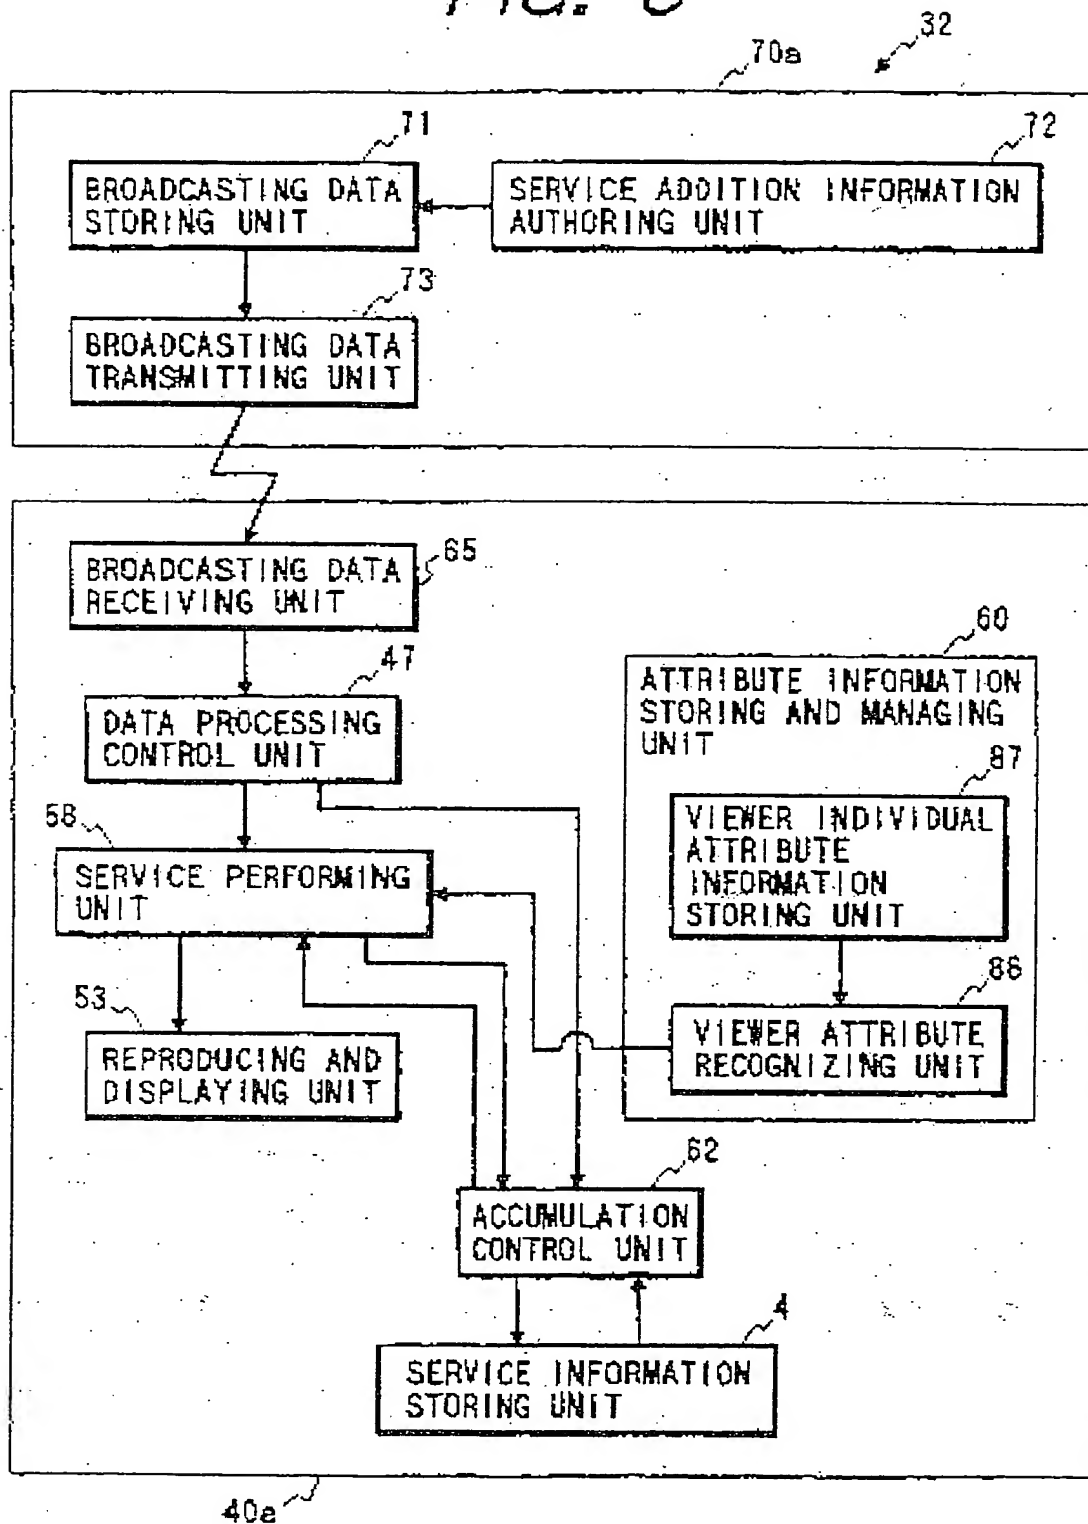 32
70a
71
72
BROADCASTING DATA
STORING UNIT
SERVICE ADDITION INFORMATION
AUTHORING UNIT
73
BROADCASTING DATA
TRANSMITTING UNIT
BROADCASTING DATA
RECEIVING UNIT
65
47
DATA PROCESSING
CONTROL UNIT
60
ATTRIBUTE INFORMATION
STORING AND MANAGING
UNIT
87
VIEWER INDIVIDUAL
ATTRIBUTE
INFORMATION
STORING UNIT
58
SERVICE PERFORMING
UNIT
53
REPRODUCING AND
DISPLAYING UNIT
VIEWER ATTRIBUTE
RECOGNIZING UNIT
62
ACCUMULATION
CONTROL UNIT
4
SERVICE INFORMATION
STORING UNIT